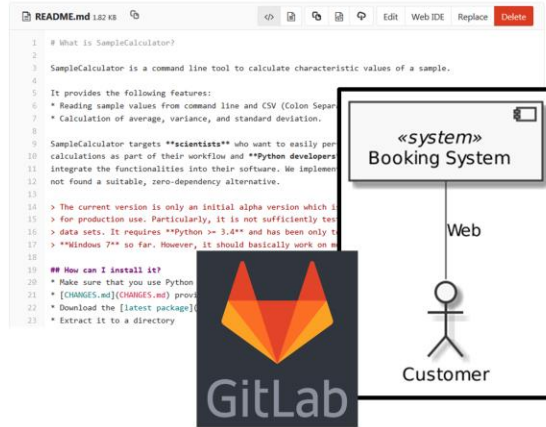 README.md 1.82 KB
Edit Web IDE Replace Delete
1 # What is SampleCalculator?
2
3 SampleCalculator is a command line tool to calculate characteristic values of a sample.
4
5 It provides the following features:
6 * Reading sample values from command line and CSV (Colon Separ
7 * Calculation of average, variance, and standard deviation.
8
9 SampleCalculator targets **scientists** who want to easily per
10 calculations as part of their workflow and **Python developers*
11 integrate the functionalities into their software. We implement
12 not found a suitable, zero-dependency alternative.
13
14 > The current version is only an initial alpha version which is
15 > for production use. Particularly, it is not sufficiently test
16 > data sets. It requires **Python >= 3.4** and has been only te
17 > **Windows 7** so far. However, it should basically work on mo
18
19 ## How can I install it?
20 * Make sure that you use Python
21 * [CHANGES.md](CHANGES.md) provi
22 * Download the [latest package](
23 * Extract it to a directory
«system»
Booking System
Web
Customer
GitLab